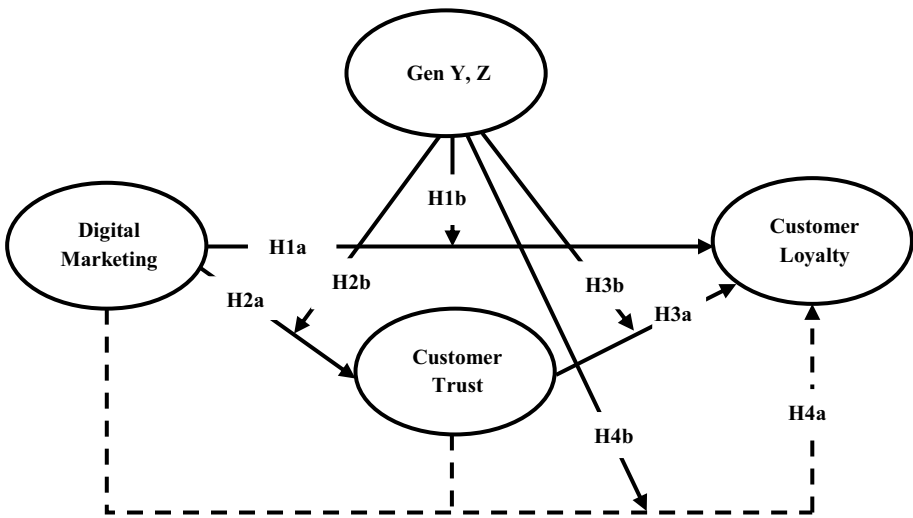 Gen Y, Z
H1b
Digital
Marketing
H1a
Customer
Loyalty
H2a
H2b
H3b
H3a
Customer
Trust
H4b
H4a